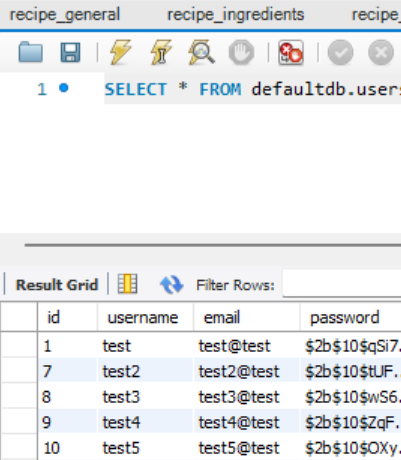 recipe_general recipe_ingredients recipe_
1 SELECT * FROM defaultdb.users
Result Grid Filter Rows:
id username email password
1 test test@test $2b$10$qSi7.
7 test2 test2@test $2b$10$tUF.
8 test3 test3@test $2b$10$wS6.
9 test4 test4@test $2b$10$ZqF.
10 test5 test5@test $2b$10$OXy.